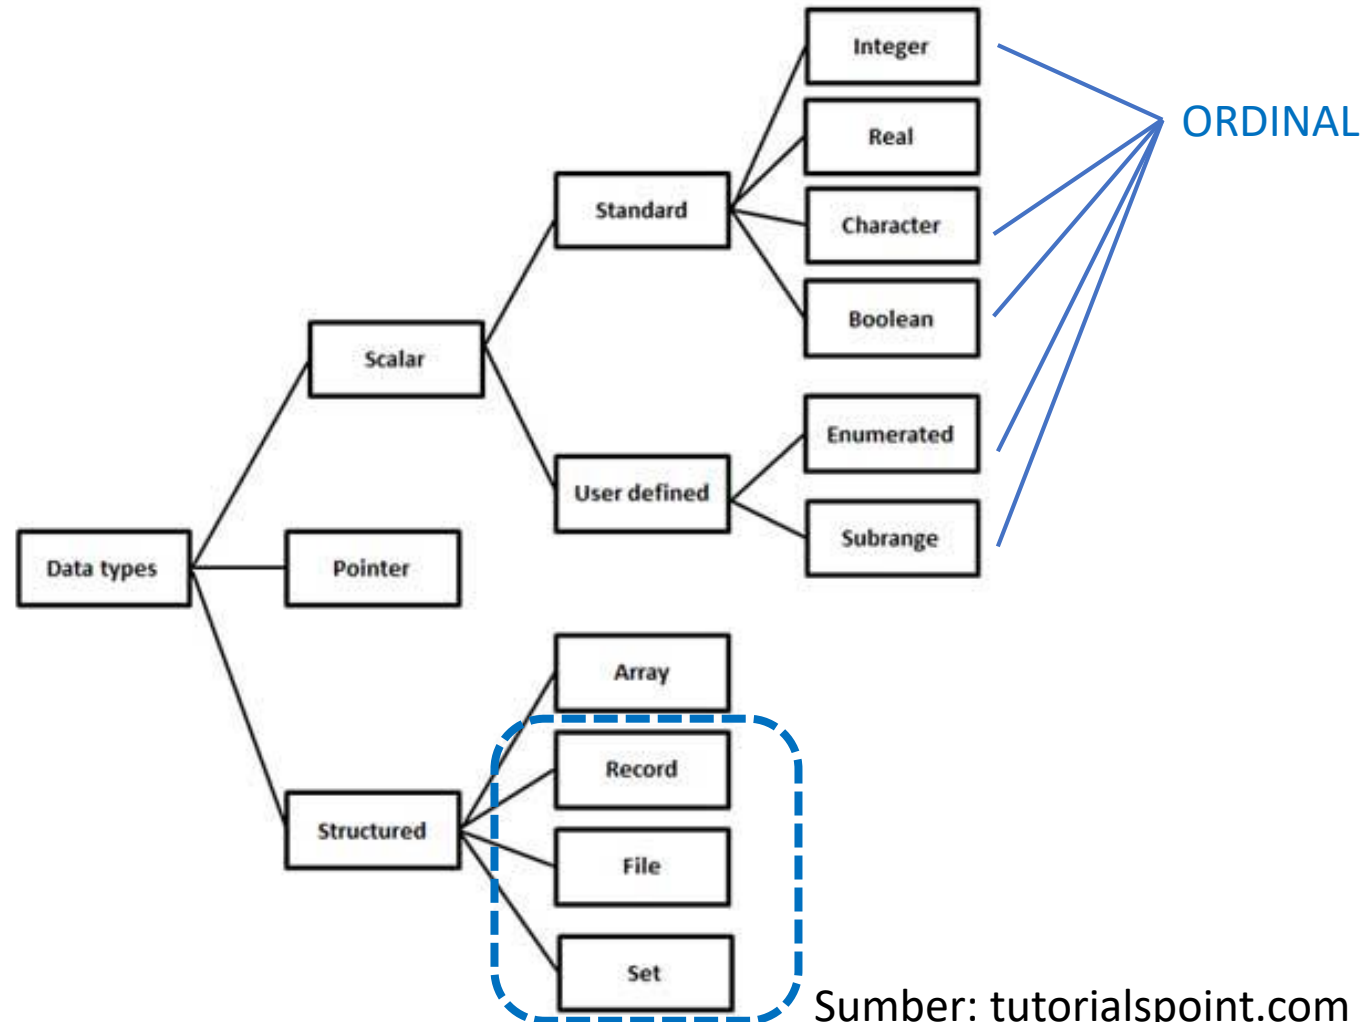 Integer
ORDINAL
Real
Standard
Character
Boolean
Scalar
Enumerated
User defined
Subrange
Data types
Pointer
Array
Record
Structured
File
Set
Sumber: tutorialspoint.com